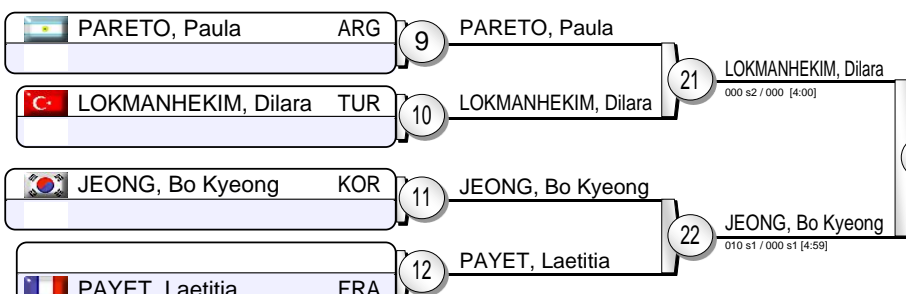 PARETO, Paula ARG
9
PARETO, Paula
21
LOKMANHEKIM, Dilara
000 s2 / 000 [4:00]
LOKMANHEKIM, Dilara TUR
10
LOKMANHEKIM, Dilara
JEONG, Bo Kyeong KOR
11
JEONG, Bo Kyeong
22
JEONG, Bo Kyeong
010 s1 / 000 s1 [4:59]
12
PAYET, Laetitia
PAYET, Laetitia FRA